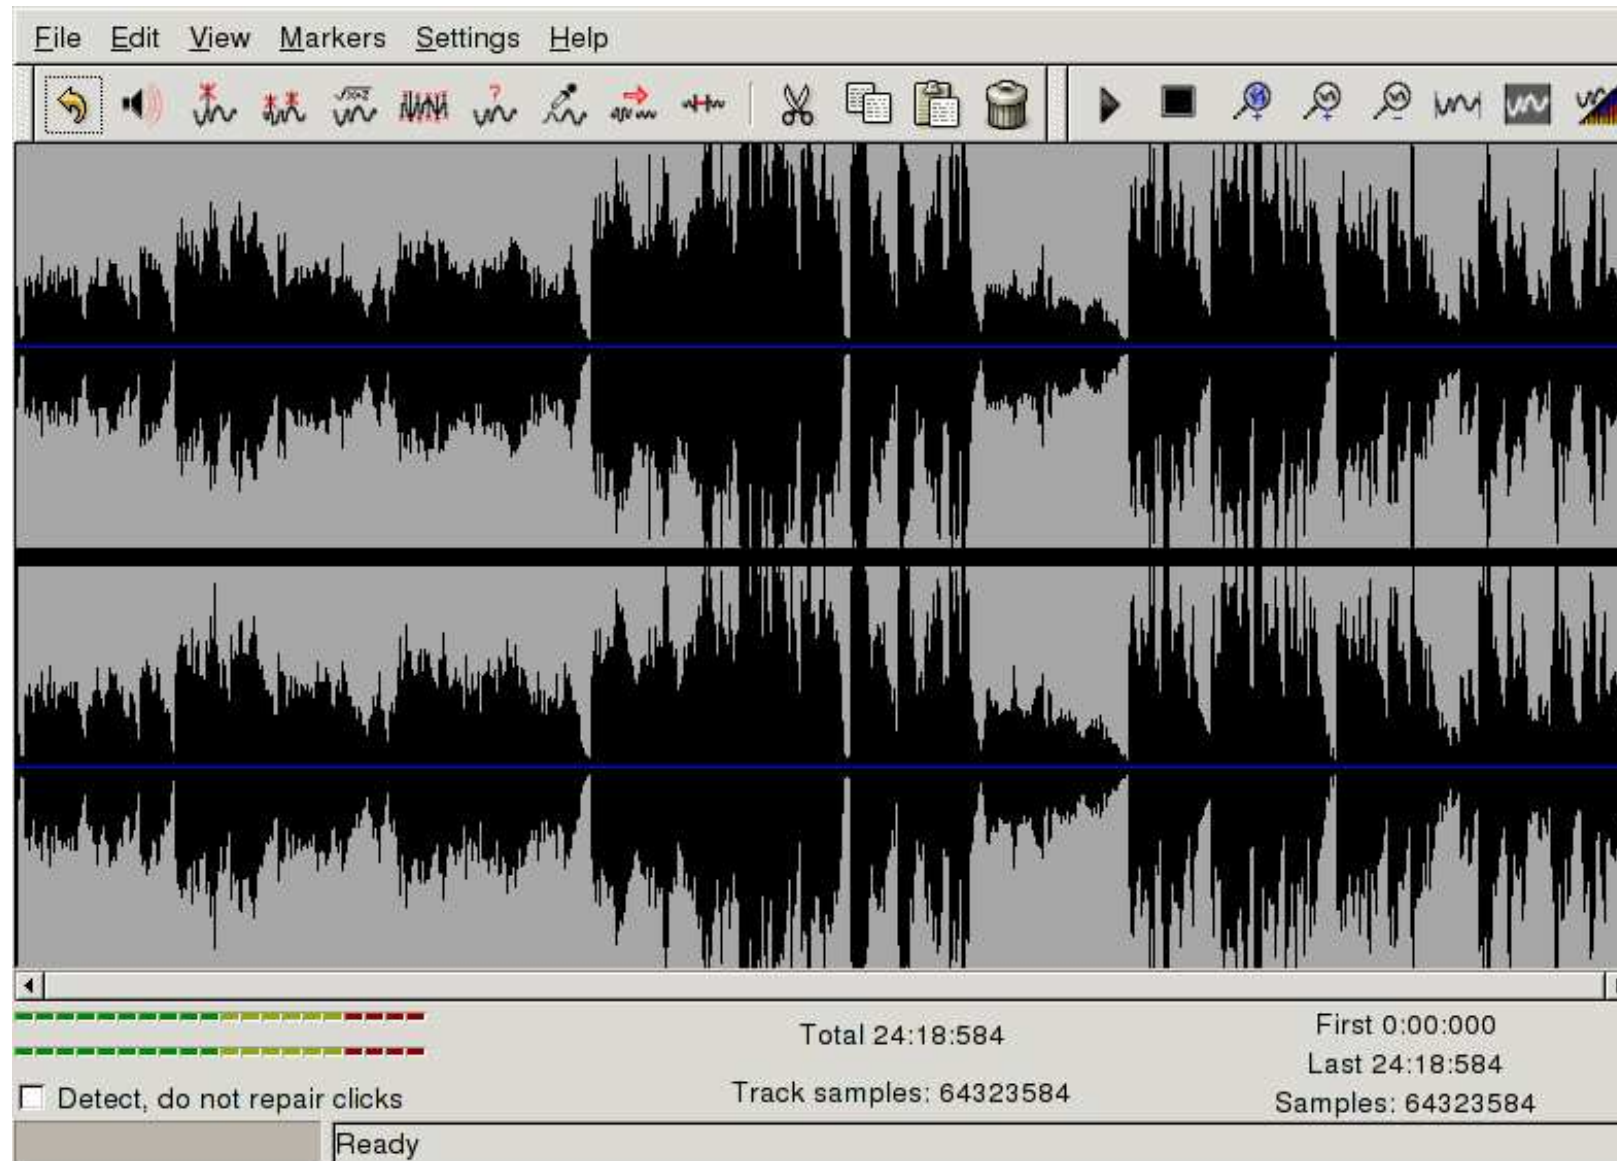 File Edit View Markers Settings Help
Total 24:18:584
First 0:00:000
Last 24:18:584
Track samples: 64323584
Samples: 64323584
Detect, do not repair clicks
Ready